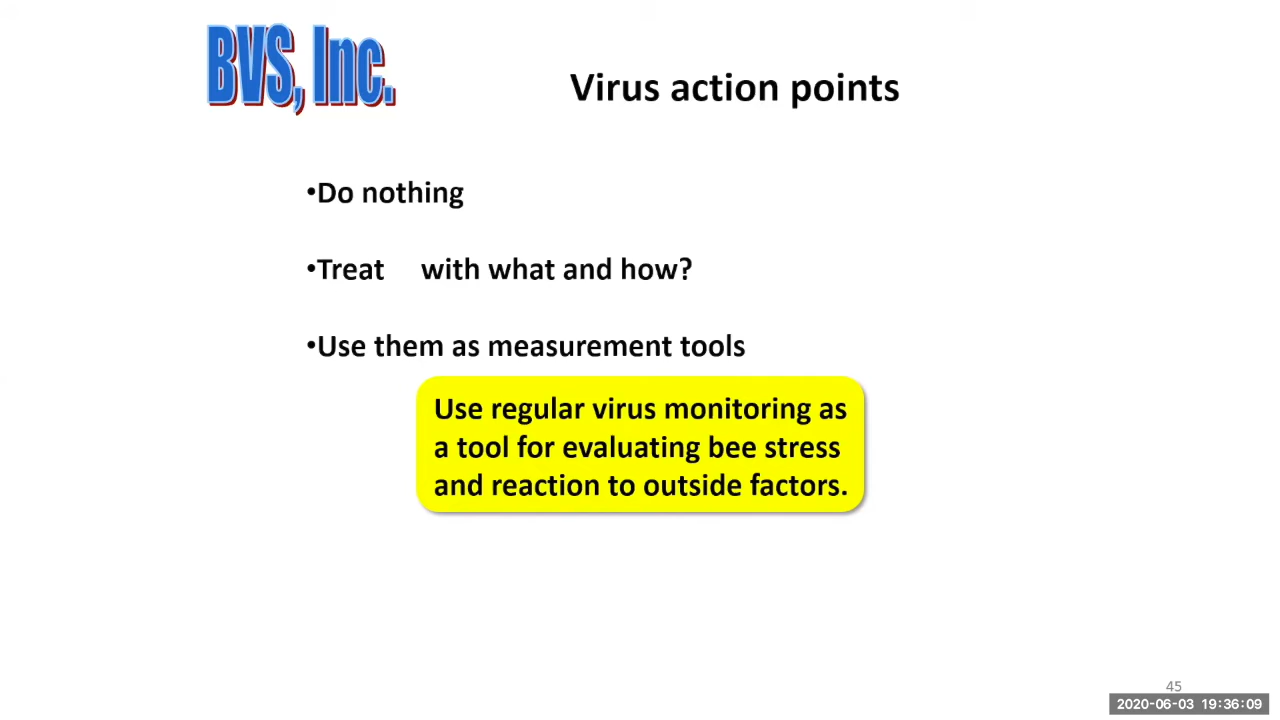 BVS, Inc.
Virus action points
•Do nothing
•Treat with what and how?
•Use them as measurement tools
Use regular virus monitoring as
a tool for evaluating bee stress
and reaction to outside factors.
45
2020-06-03 19:36:09